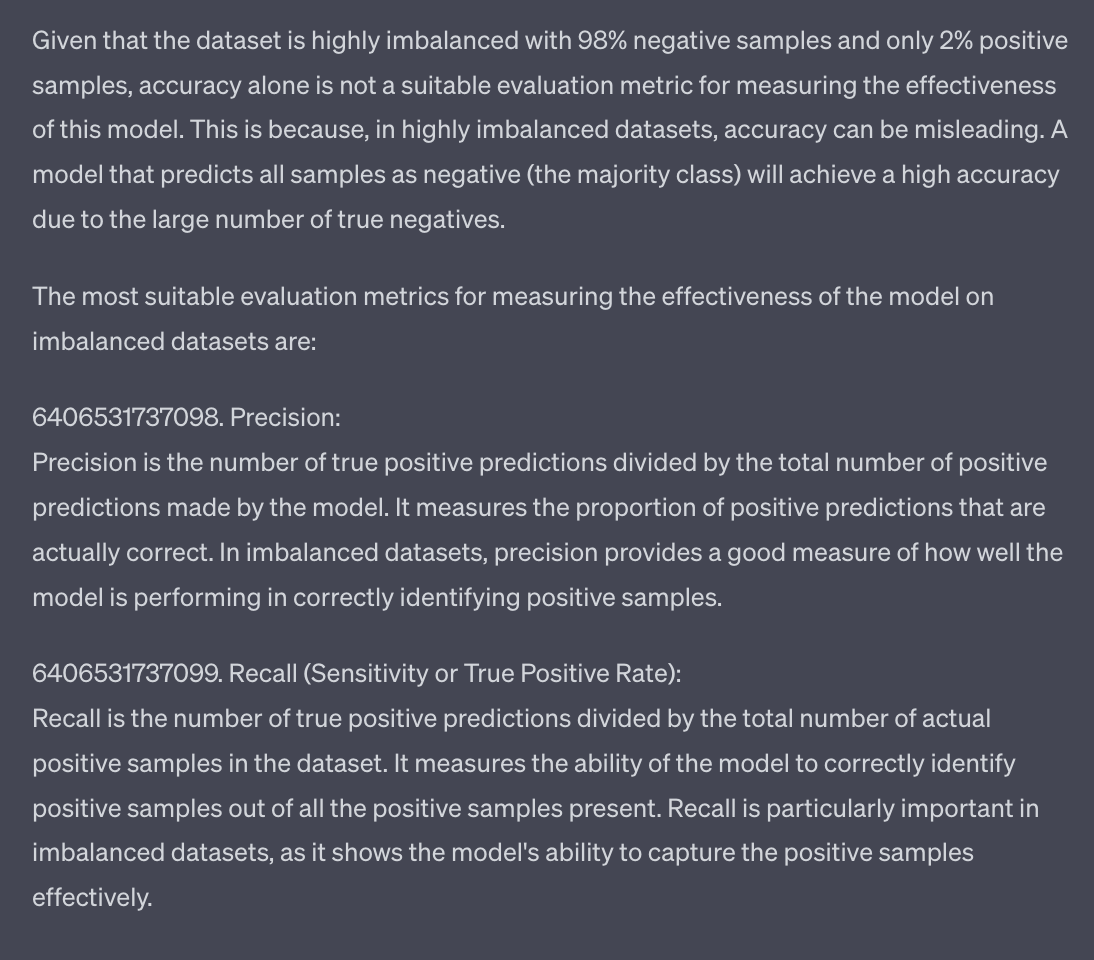 Given that the dataset is highly imbalanced with 98% negative samples and only 2% positive
samples, accuracy alone is not a suitable evaluation metric for measuring the effectiveness
of this model. This is because, in highly imbalanced datasets, accuracy can be misleading. A
model that predicts all samples as negative (the majority class) will achieve a high accuracy
due to the large number of true negatives.
The most suitable evaluation metrics for measuring the effectiveness of the model on
imbalanced datasets are:
6406531737098. Precision:
Precision is the number of true positive predictions divided by the total number of positive
predictions made by the model. It measures the proportion of positive predictions that are
actually correct. In imbalanced datasets, precision provides a good measure of how well the
model is performing in correctly identifying positive samples.
6406531737099. Recall (Sensitivity or True Positive Rate):
Recall is the number of true positive predictions divided by the total number of actual
positive samples in the dataset. It measures the ability of the model to correctly identify
positive samples out of all the positive samples present. Recall is particularly important in
imbalanced datasets, as it shows the model's ability to capture the positive samples
effectively.